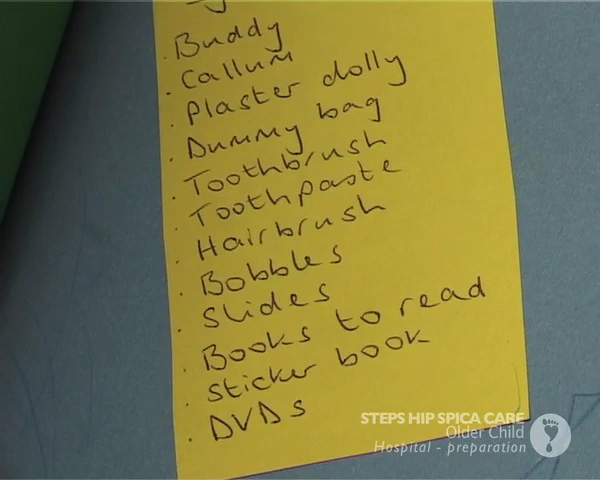 Buddy
Callum
Plaster dolly
Dummy bag
Toothbrush
Toothpaste
Hairbrush
Bobbles
Slides
Books to read
Sticker book
DVDs
STEPS HIP SPICA CARE
Older Child
Hospital - preparation